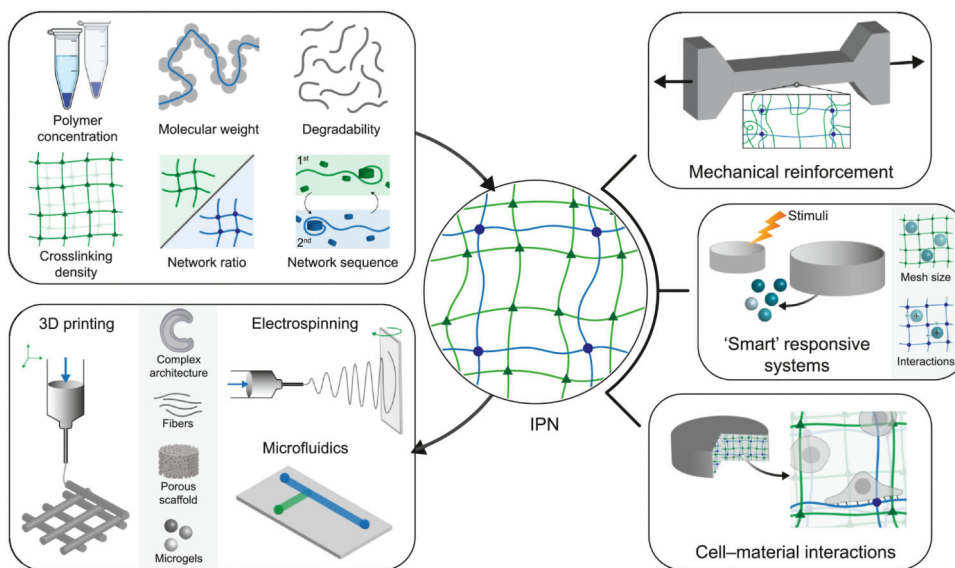 Polymer
concentration
Molecular weight
Degradability
Crosslinking
density
Network ratio
1st
2nd
Network sequence
3D printing
Complex
architecture
Fibers
Porous
scaffold
Microgels
Electrospinning
Microfluidics
IPN
Mechanical reinforcement
Stimuli
'Smart' responsive
systems
Mesh size
Interactions
Cell–material interactions